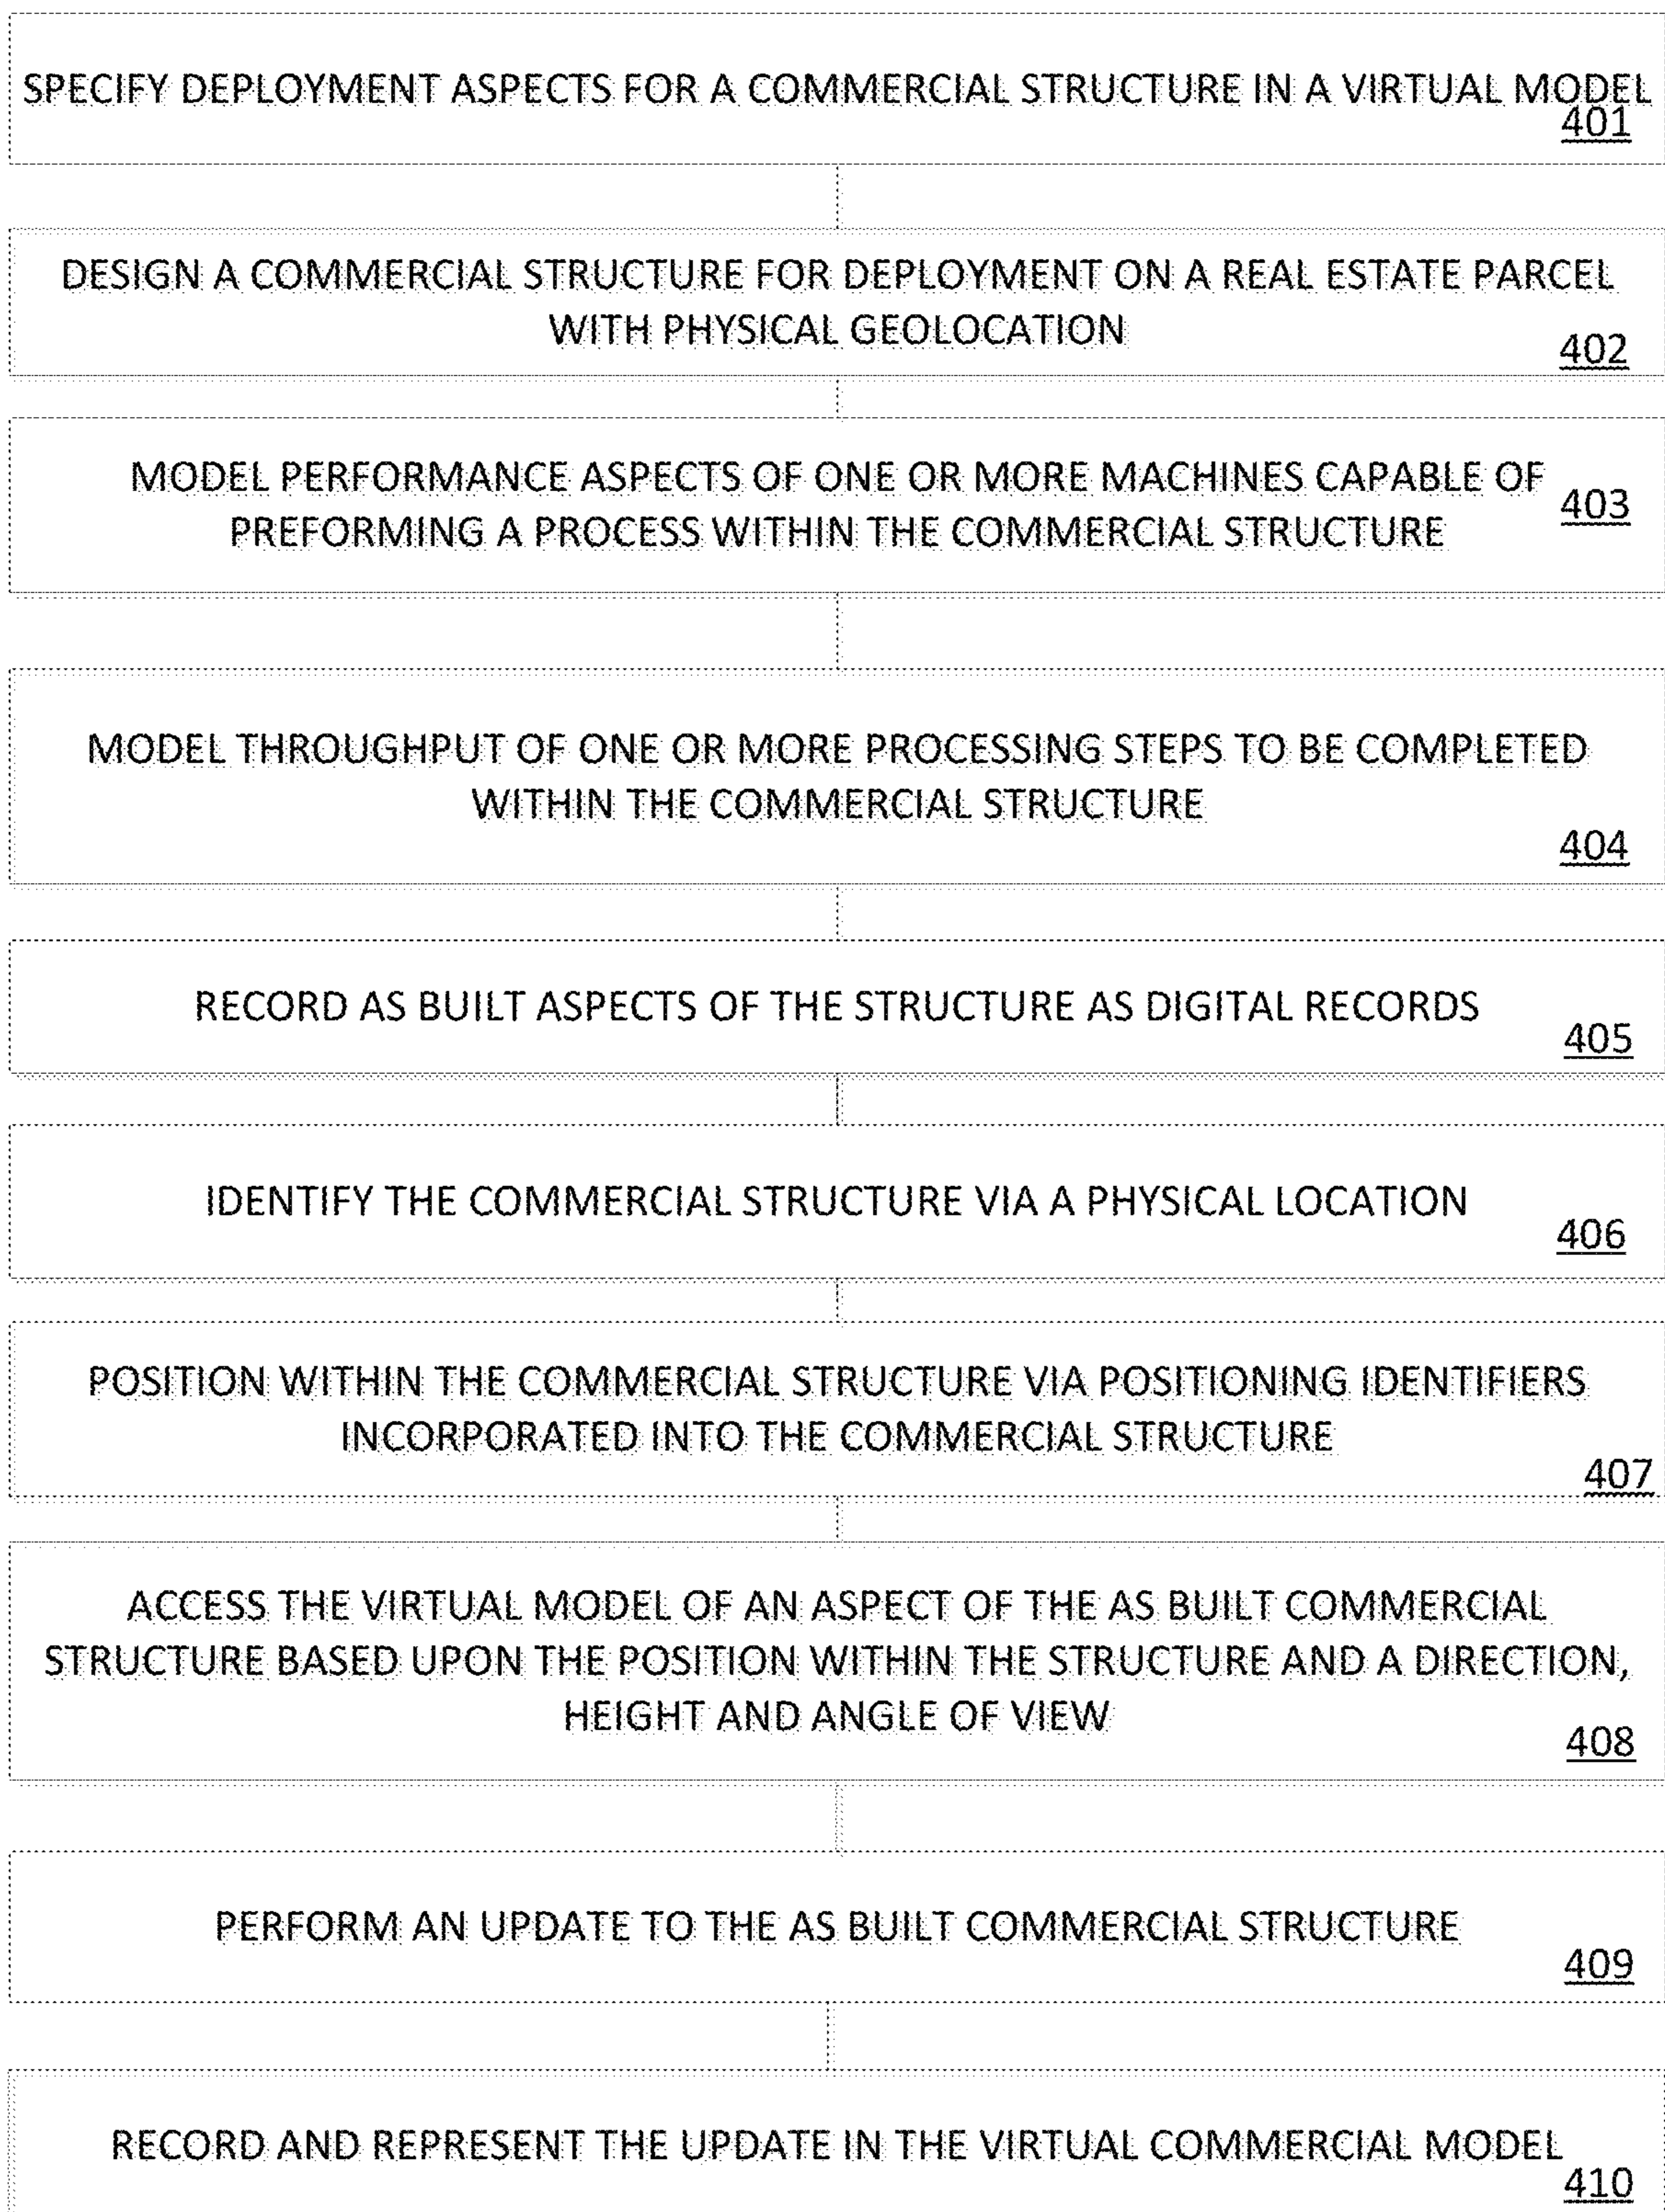 SPECIFY DEPLOYMENT ASPECTS FOR A COMMERCIAL STRUCTURE IN A VIRTUAL MODEL
401
DESIGN A COMMERCIAL STRUCTURE FOR DEPLOYMENT ON A REAL ESTATE PARCEL
WITH PHYSICAL GEOLOCATION
402
MODEL PERFORMANCE ASPECTS OF ONE OR MORE MACHINES CAPABLE OF
403
PREFORMING A PROCESS WITHIN THE COMMERCIAL STRUCTURE
MODEL THROUGHPUT OF ONE OR MORE PROCESSING STEPS TO BE COMPLETED
WITHIN THE COMMERCIAL STRUCTURE
404
RECORD AS BUILT ASPECTS OF THE STRUCTURE AS DIGITAL RECORDS
405
IDENTIFY THE COMMERCIAL STRUCTURE VIA A PHYSICAL LOCATION
406
POSITION WITHIN THE COMMERCIAL STRUCTURE VIA POSITIONING IDENTIFIERS
INCORPORATED INTO THE COMMERCIAL STRUCTURE
407
ACCESS THE VIRTUAL MODEL OF AN ASPECT OF THE AS BUILT COMMERCIAL
STRUCTURE BASED UPON THE POSITION WITHIN THE STRUCTURE AND A DIRECTION,
HEIGHT AND ANGLE OF VIEW
408
PERFORM AN UPDATE TO THE AS BUILT COMMERCIAL STRUCTURE
409
RECORD AND REPRESENT THE UPDATE IN THE VIRTUAL COMMERCIAL MODEL
410